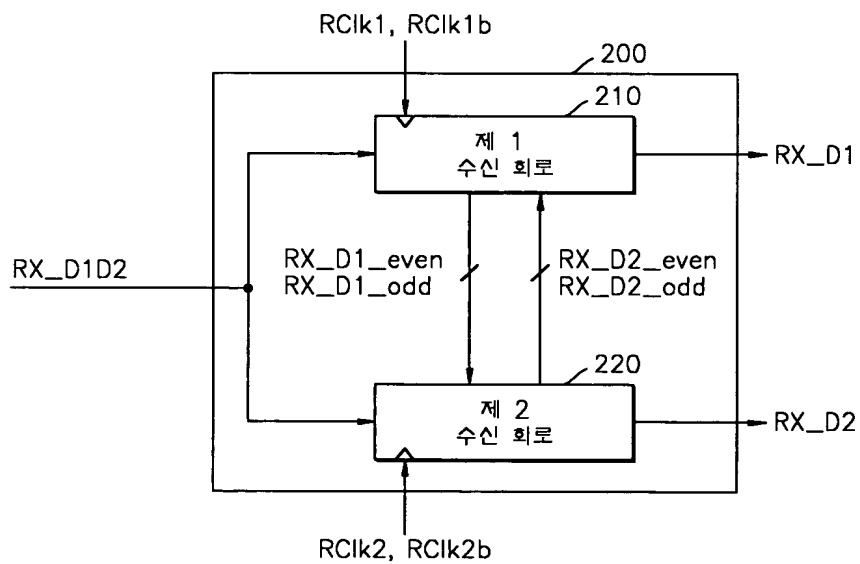 RClk1, RClk1b
200
210
제 1
수신 회로
RX_D1
RX_D1D2
RX_D1_even
RX_D1_odd
RX_D2_even
RX_D2_odd
220
제 2
수신 회로
RX_D2
RClk2, RClk2b